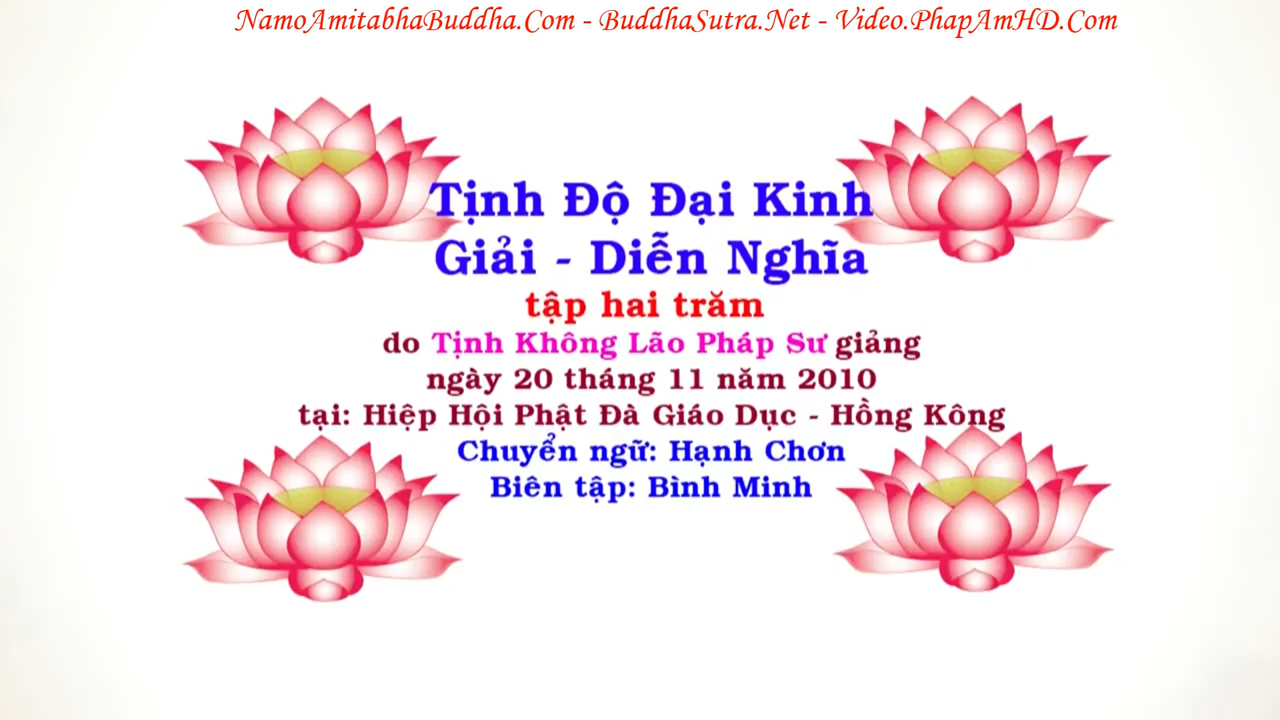 NamoAmitabhaBuddha.Com - BuddhaSutra.Net - Video.PhapAmHD.Com
Tịnh Độ Đại Kinh
Giải - Diễn Nghĩa
tập hai trăm
do Tịnh Không Lão Pháp Sư giảng
ngày 20 tháng 11 năm 2010
tại: Hiệp Hội Phật Đà Giáo Dục - Hồng Kông
Chuyển ngữ: Hạnh Chơn
Biên tập: Bình Minh